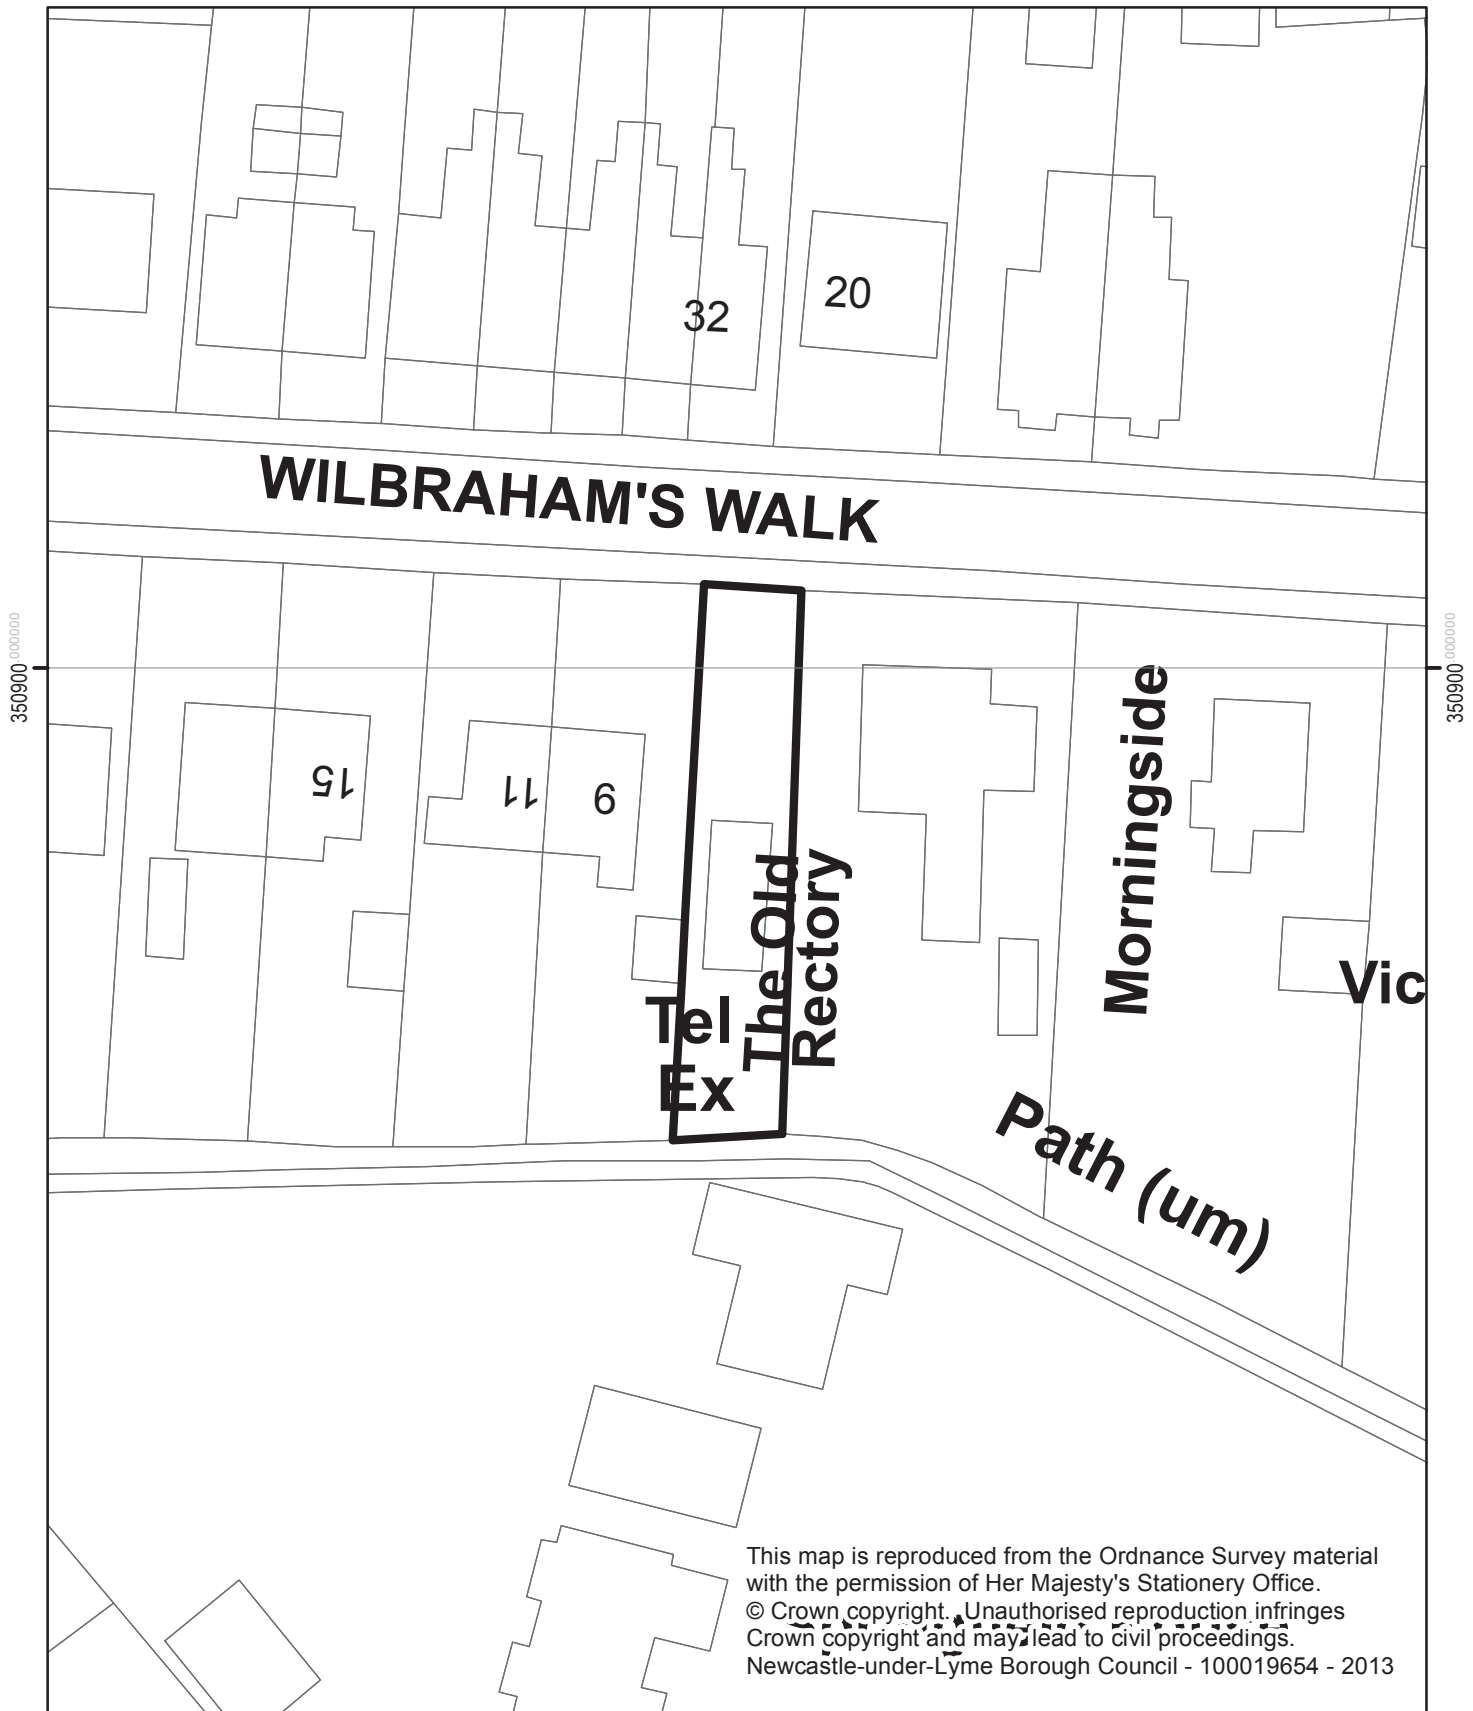 32
20
WILBRAHAM'S WALK
350900.000000
350900.000000
15
11
9
The Old
Rectory
Morningside
Vic
Tel
Ex
Path (um)
This map is reproduced from the Ordnance Survey material
with the permission of Her Majesty's Stationery Office.
© Crown copyright. Unauthorised reproduction infringes
Crown copyright and may lead to civil proceedings.
Newcastle-under-Lyme Borough Council - 100019654 - 2013